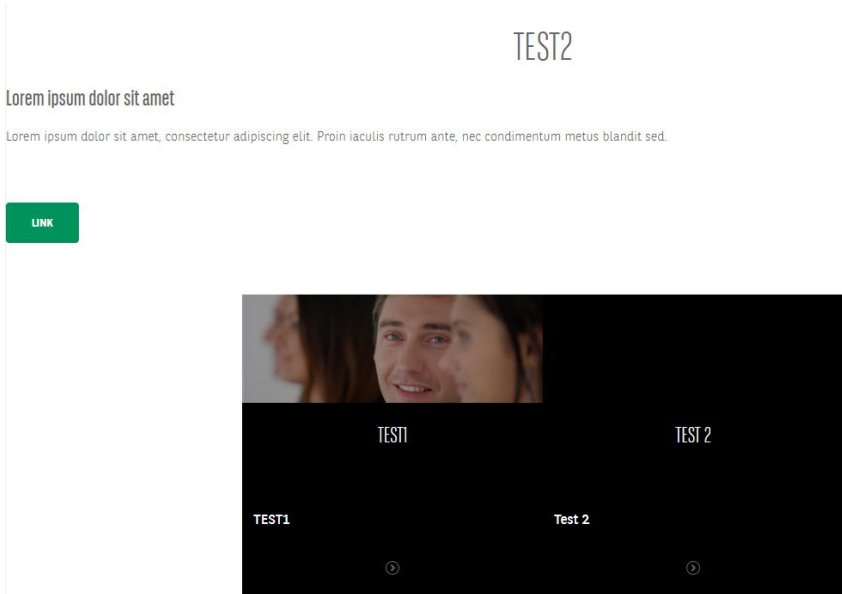 TEST2
Lorem ipsum dolor sit amet
Lorem ipsum dolor sit amet, consectetur adipiscing elit. Proin iaculis rutrum ante, nec condimentum metus blandit sed.
LINK
TEST1
TEST 2
TEST1
Test 2